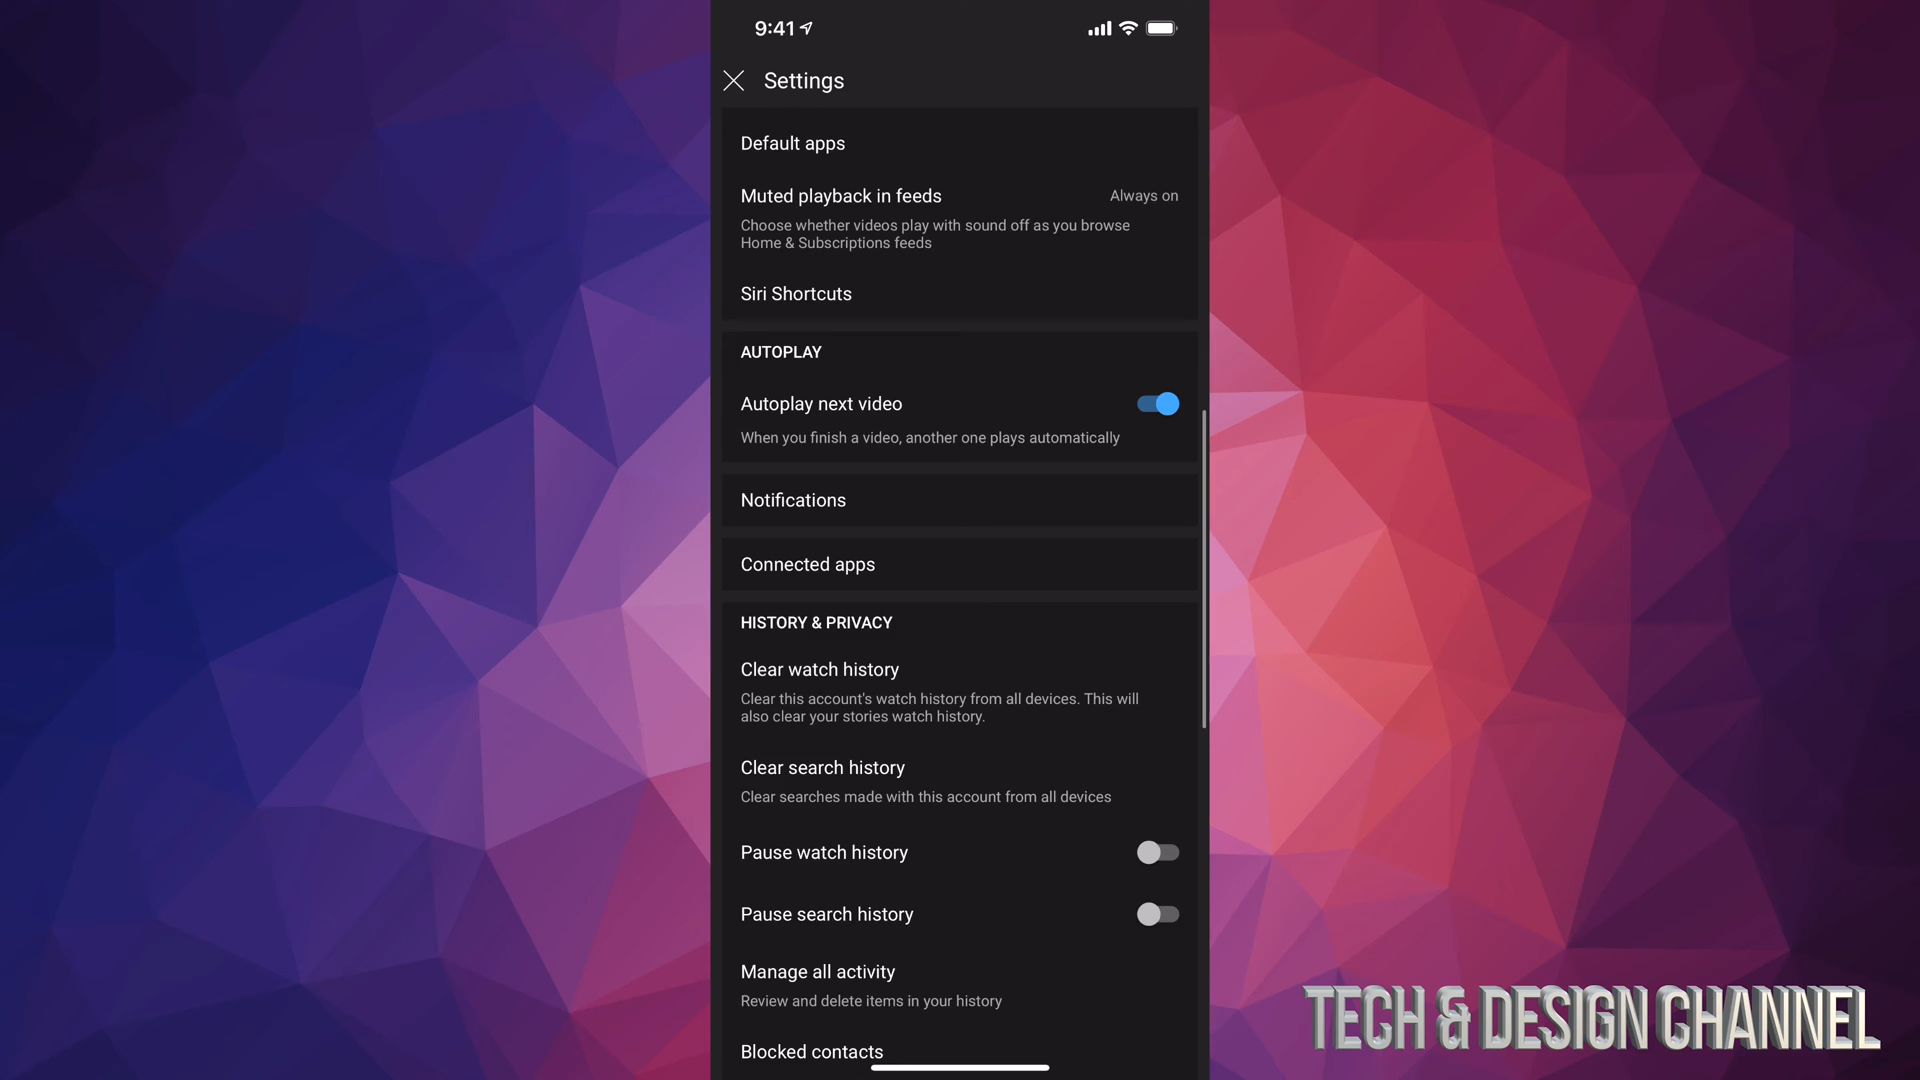 9:41
Settings
Default apps
Muted playback in feeds
Always on
Choose whether videos play with sound off as you browse
Home & Subscriptions feeds
Siri Shortcuts
AUTOPLAY
Autoplay next video
When you finish a video, another one plays automatically
Notifications
Connected apps
HISTORY & PRIVACY
Clear watch history
Clear this account's watch history from all devices. This will
also clear your stories watch history.
Clear search history
Clear searches made with this account from all devices
Pause watch history
Pause search history
Manage all activity
Review and delete items in your history
Blocked contacts
TECH & DESIGN CHANNEL